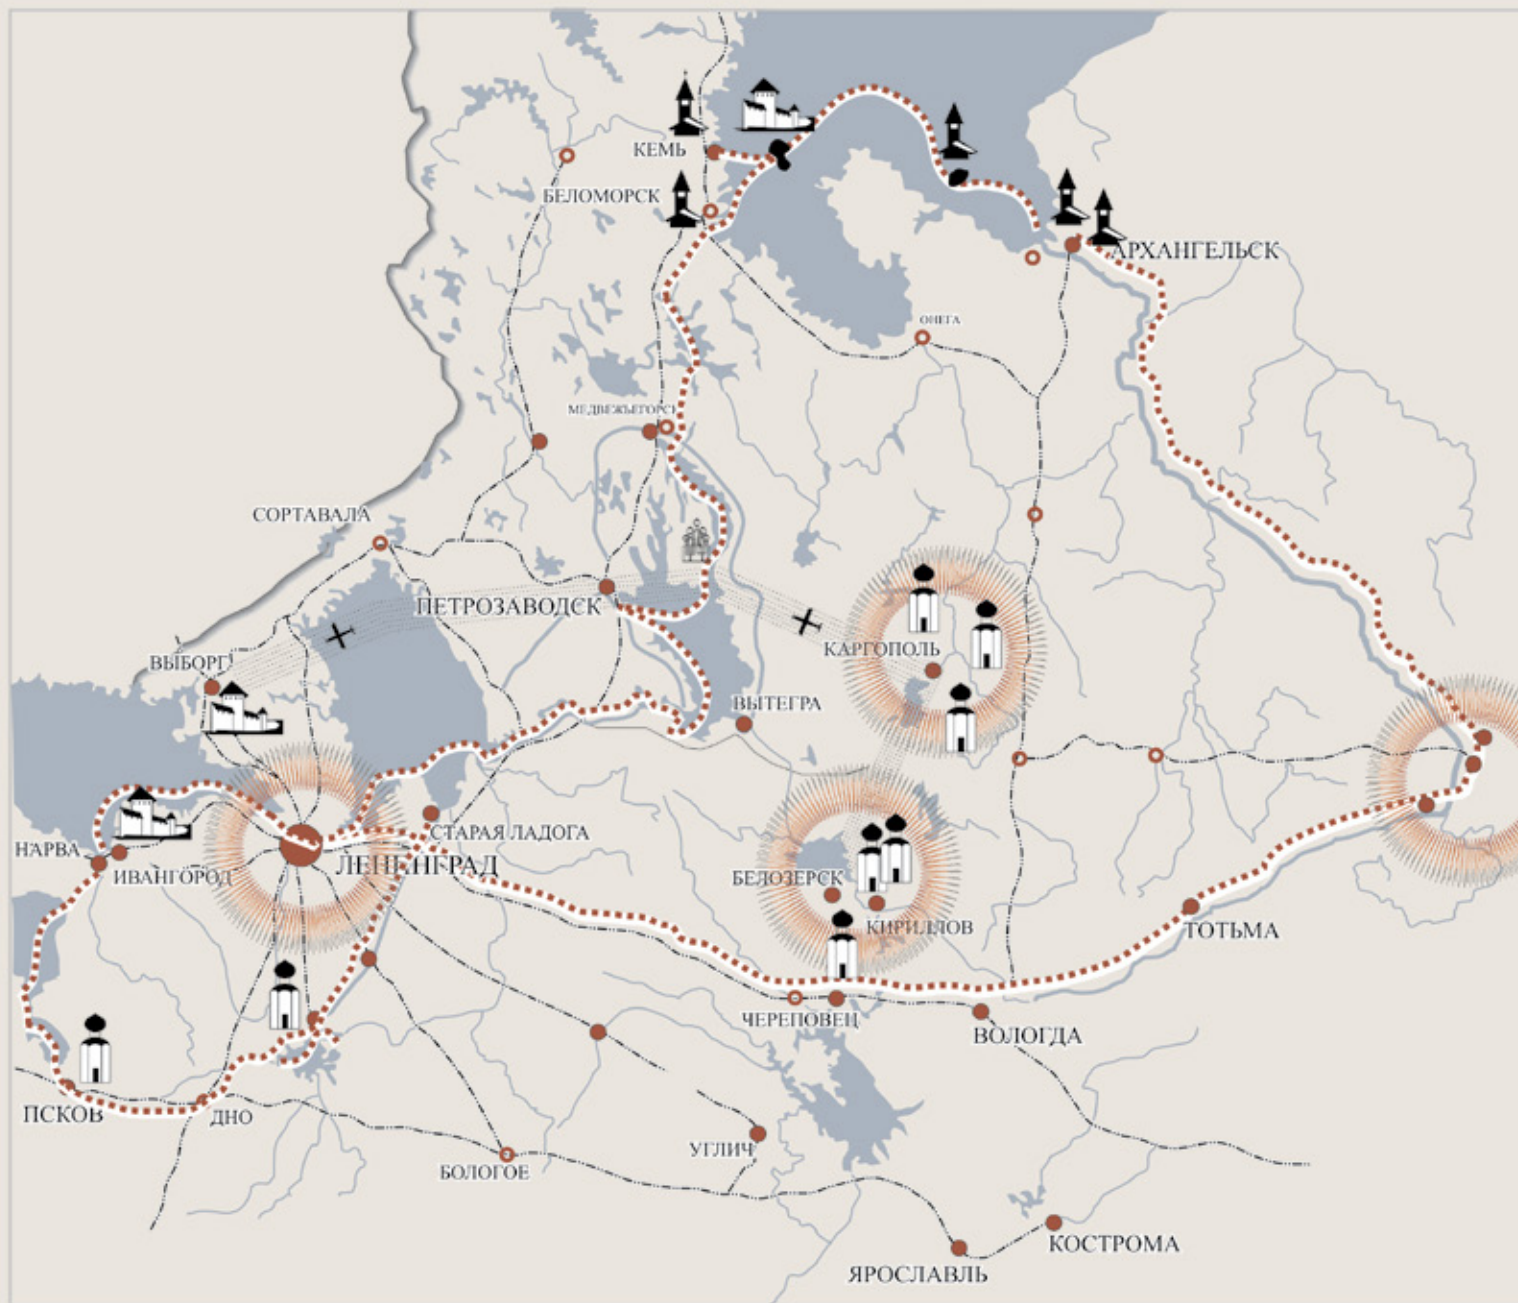 КЕМЬ
БЕЛОМОРСК
АРХАНГЕЛЬСК
ОНЕГА
МЕДВЕЖЬЕГОРСК
СОРТАВАЛА
ПЕТРОЗАВОДСК
КАРГОПОЛЬ
ВЫБОРГ
ВЫТЕГРА
СТАРАЯ ЛАДОГА
НАРВА
ЛЕНИНГРАД
ИВАНГОРОД
БЕЛОЗЕРСК
КИРИЛЛОВ
ТОТЬМА
ЧЕРЕПОВЕЦ
ВОЛОГДА
ПСКОВ
ДНО
УГЛИЧ
БОЛОГОЕ
КОСТРОМА
ЯРОСЛАВЛЬ